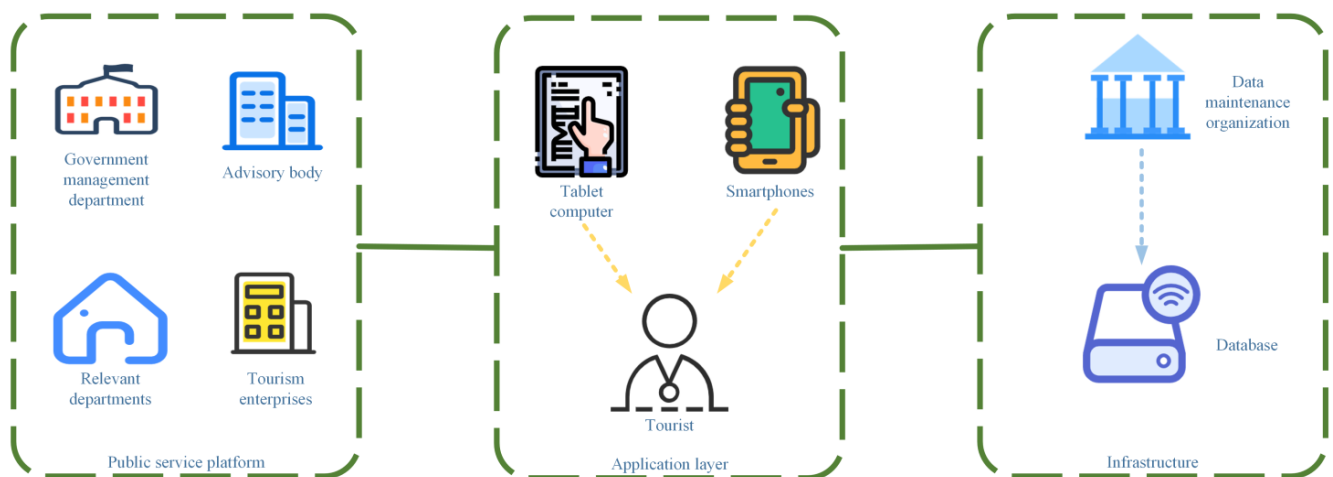 Government
management
department
Advisory body
Relevant
departments
Tourism
enterprises
Public service platform
Tablet
computer
Smartphones
Tourist
Application layer
Data
maintenance
organization
Database
Infrastructure